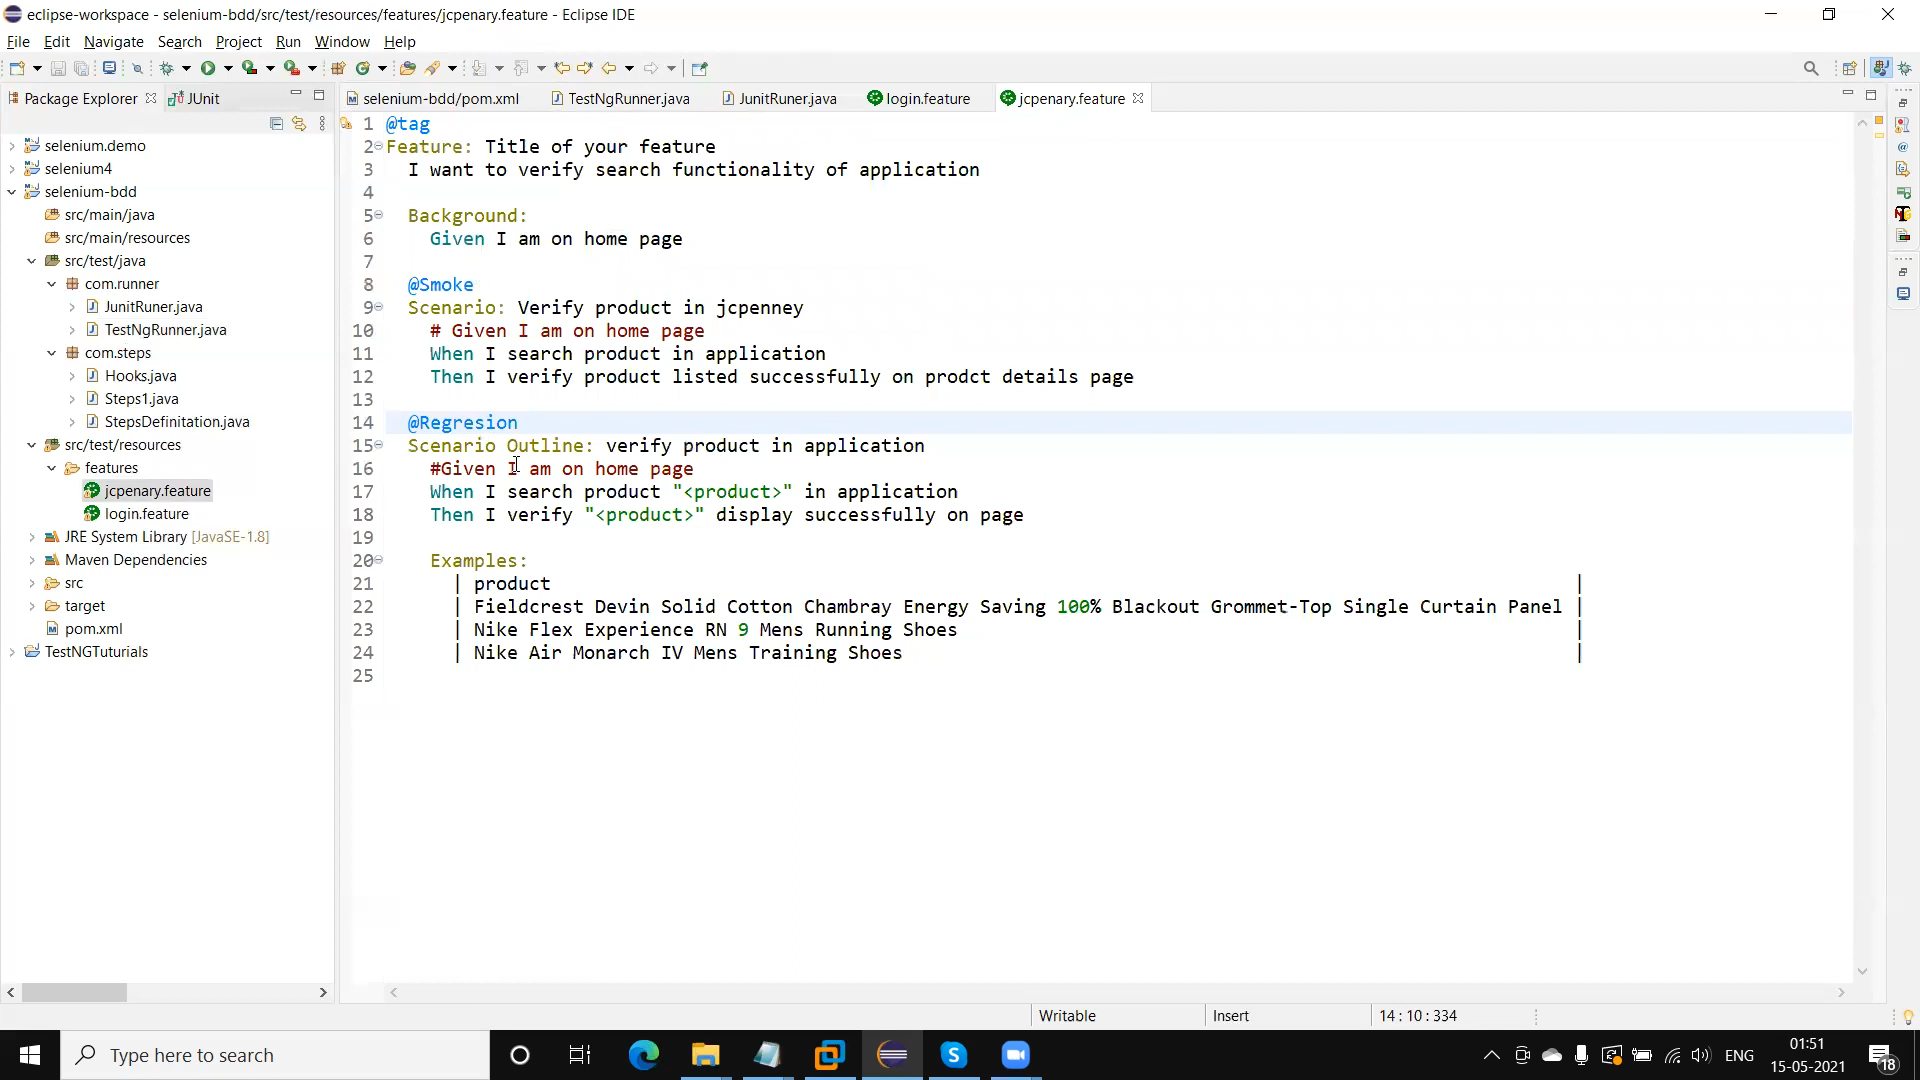 eclipse-workspace - selenium-bdd/src/test/resources/features/jcpenary.feature - Eclipse IDE
File Edit Navigate Search Project Run Window Help
Package Explorer JUnit
selenium-bdd/pom.xml TestNgRunner.java JunitRuner.java login.feature jcpenary.feature
selenium.demo
selenium4
selenium-bdd
src/main/java
src/main/resources
src/test/java
com.runner
JunitRuner.java
TestNgRunner.java
com.steps
Hooks.java
Steps1.java
StepsDefinitation.java
src/test/resources
features
jcpenary.feature
login.feature
JRE System Library [JavaSE-1.8]
Maven Dependencies
src
target
pom.xml
TestNGTuturials
1 @tag
2 Feature: Title of your feature
3 I want to verify search functionality of application
4
5 Background:
6 Given I am on home page
7
8 @Smoke
9 Scenario: Verify product in jcpenney
10 # Given I am on home page
11 When I search product in application
12 Then I verify product listed successfully on prodct details page
13
14 @Regresion
15 Scenario Outline: verify product in application
16 #Given I am on home page
17 When I search product "<product>" in application
18 Then I verify "<product>" display successfully on page
19
20 Examples:
21 | product |
22 | Fieldcrest Devin Solid Cotton Chambray Energy Saving 100% Blackout Grommet-Top Single Curtain Panel |
23 | Nike Flex Experience RN 9 Mens Running Shoes |
24 | Nike Air Monarch IV Mens Training Shoes |
25
Writable Insert 14 : 10 : 334
Type here to search
ENG
01:51
15-05-2021
18